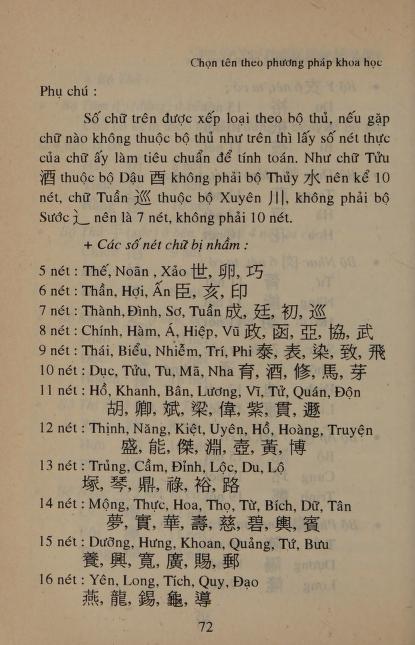 Chọn tên theo phương pháp khoa học
Phụ chú :
Số chữ trên được xếp loại theo bộ thủ, nếu gặp
chữ nào không thuộc bộ thủ như trên thì lấy số nét thực
của chữ ấy làm tiêu chuẩn để tính toán. Như chữ Tửu
酒 thuộc bộ Dậu 酉 không phải bộ Thủy 水 nên kể 10
nét, chữ Tuần 巡 thuộc bộ Xuyên 川, không phải bộ
Sước 辶 nên là 7 nét, không phải 10 nét.
+ Các số nét chữ bị nhầm :
5 nét : Thế, Noãn , Xảo 世, 卵, 巧
6 nét : Thần, Hợi, Ấn 臣, 亥, 印
7 nét : Thành,Đình, Sơ, Tuần 成, 廷, 初, 巡
8 nét : Chính, Hàm, Á, Hiệp, Vũ 政, 函, 亞, 協, 武
9 nét : Thái, Biểu, Nhiễm, Trí, Phi 泰, 表, 染, 致, 飛
10 nét : Dục, Tửu, Tu, Mã, Nha 育, 酒, 修, 馬, 芽
11 nét : Hồ, Khanh, Bân, Lương, Vĩ, Tử, Quán, Độn
胡, 卿, 斌, 梁, 偉, 紫, 貫, 遯
12 nét : Thịnh, Năng, Kiệt, Uyên, Hồ, Hoàng, Truyện
盛, 能, 傑, 淵, 壺, 黃, 博
13 nét : Trủng, Cầm, Đỉnh, Lộc, Du, Lô
塚, 琴, 鼎, 祿, 裕, 路
14 nét : Mộng, Thực, Hoa, Thọ, Từ, Bích, Dữ, Tân
夢, 實, 華, 壽, 慈, 碧, 輿, 賓
15 nét : Dưỡng, Hưng, Khoan, Quảng, Tứ, Bưu
養, 興, 寬, 廣, 賜, 郵
16 nét : Yên, Long, Tích, Quy, Đạo
燕, 龍, 錫, 龜, 導
72